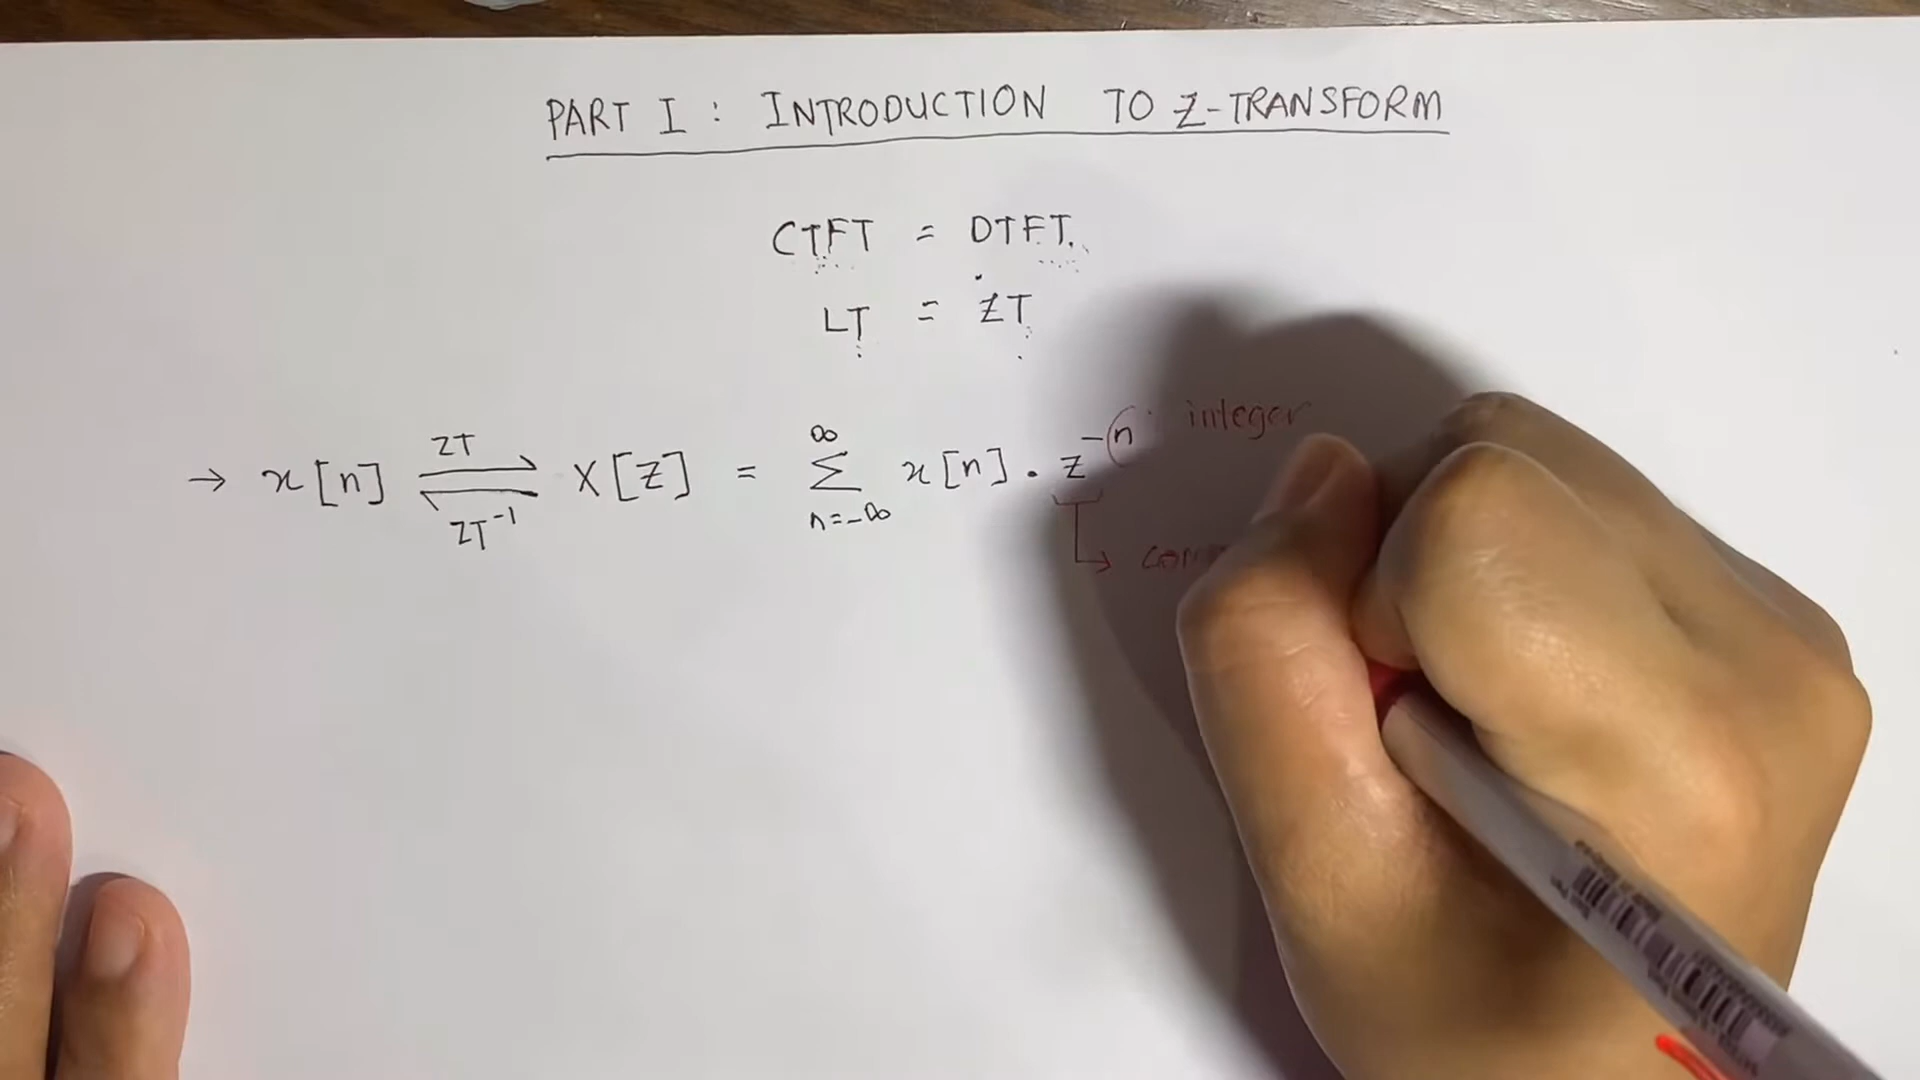 PART I : INTRODUCTION TO Z-TRANSFORM
CTFT = DTFT
LT = ZT
→ x[n] ZT ⇌ ZT⁻¹ X[z] = ∑ n=-∞ ∞ x[n] . z⁻ⁿ : integer